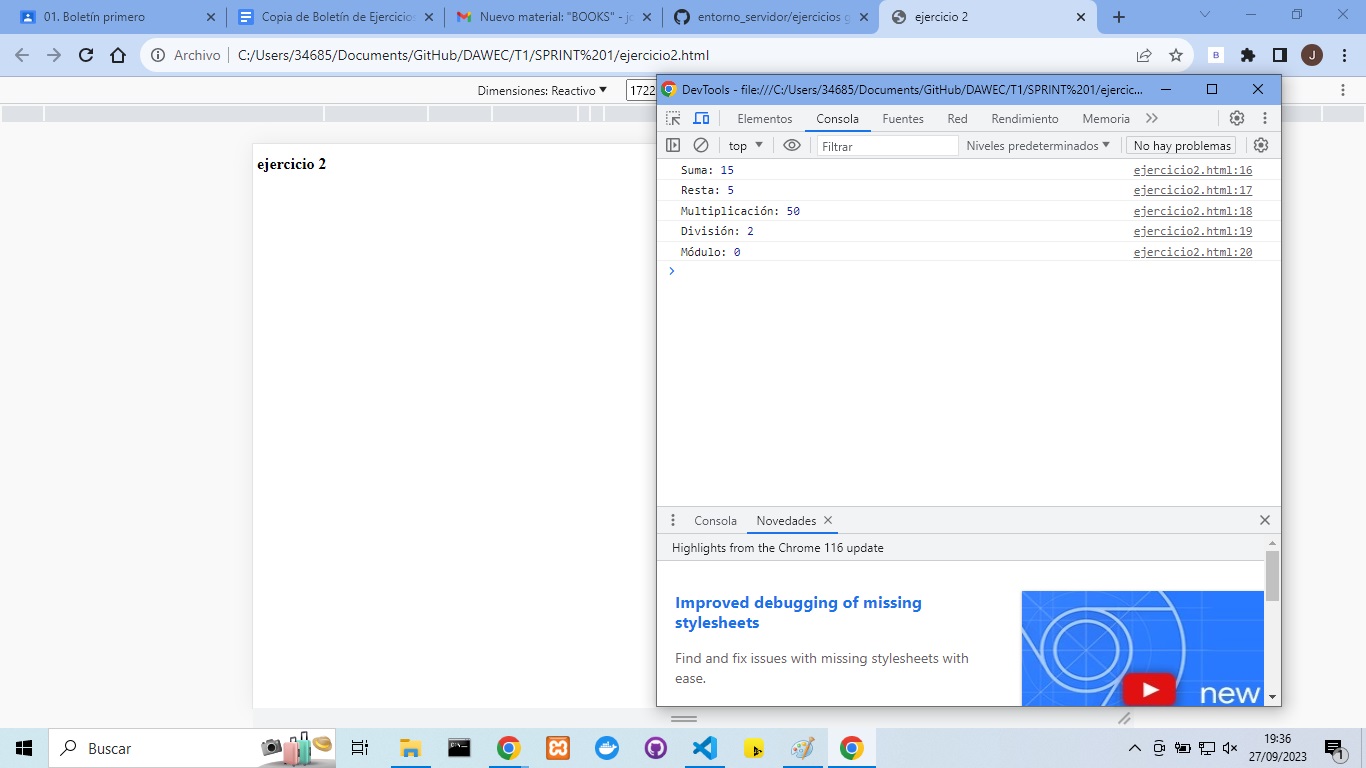 01. Boletín primero
Copia de Boletín de Ejercicios
Nuevo material: "BOOKS" - jc
entorno_servidor/ejercicios g
ejercicio 2
Archivo
C:/Users/34685/Documents/GitHub/DAWEC/T1/SPRINT%201/ejercicio2.html
B
J
Dimensiones: Reactivo
1722
DevTools - file:///C:/Users/34685/Documents/GitHub/DAWEC/T1/SPRINT%201/ejercic...
Elementos Consola Fuentes Red Rendimiento Memoria
top
Filtrar
Niveles predeterminados
No hay problemas
ejercicio 2
Suma: 15 ejercicio2.html:16
Resta: 5 ejercicio2.html:17
Multiplicación: 50 ejercicio2.html:18
División: 2 ejercicio2.html:19
Módulo: 0 ejercicio2.html:20
Consola Novedades
Highlights from the Chrome 116 update
Improved debugging of missing
stylesheets
Find and fix issues with missing stylesheets with
ease.
new
Buscar
19:36
27/09/2023
1